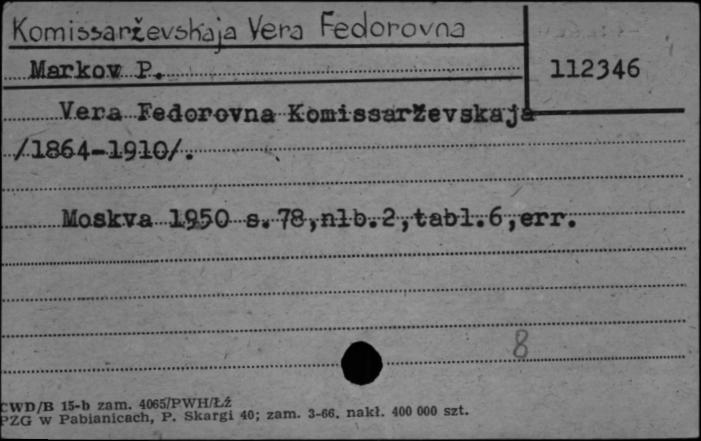 Komissarževskaja Vera Fedorovna
Markov P.
112346
Vera Fedorovna Komissarževskaja
/1864-1910/.
Moskva 1950 s. 78,nlb.2,tabl.6,err.
8
CWD/B 15-b zam. 4065/PWH/Łź
PZG w Pabianicach, P. Skargi 40; zam. 3-66. nakł. 400 000 szt.